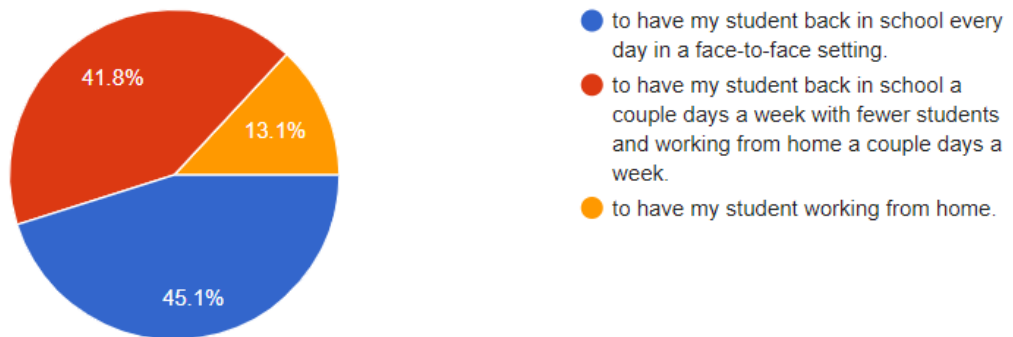 41.8%
13.1%
45.1%
to have my student back in school every
day in a face-to-face setting.
to have my student back in school a
couple days a week with fewer students
and working from home a couple days a
week.
to have my student working from home.